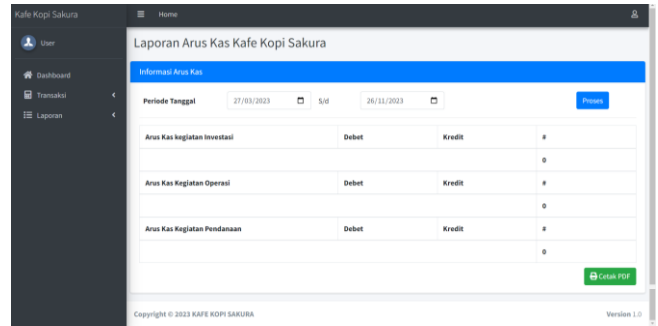 Kafe Kopi Sakura
Home
User
Dashboard
Transaksi
Laporan
Laporan Arus Kas Kafe Kopi Sakura
Informasi Arus Kas
Periode Tanggal 27/03/2023 S/d 26/11/2023 Proses
Arus Kas kegiatan Investasi Debet Kredit #
0
Arus Kas Kegiatan Operasi Debet Kredit #
0
Arus Kas Kegiatan Pendanaan Debet Kredit #
0
Cetak PDF
Copyright © 2023 KAFE KOPI SAKURA Version 1.0